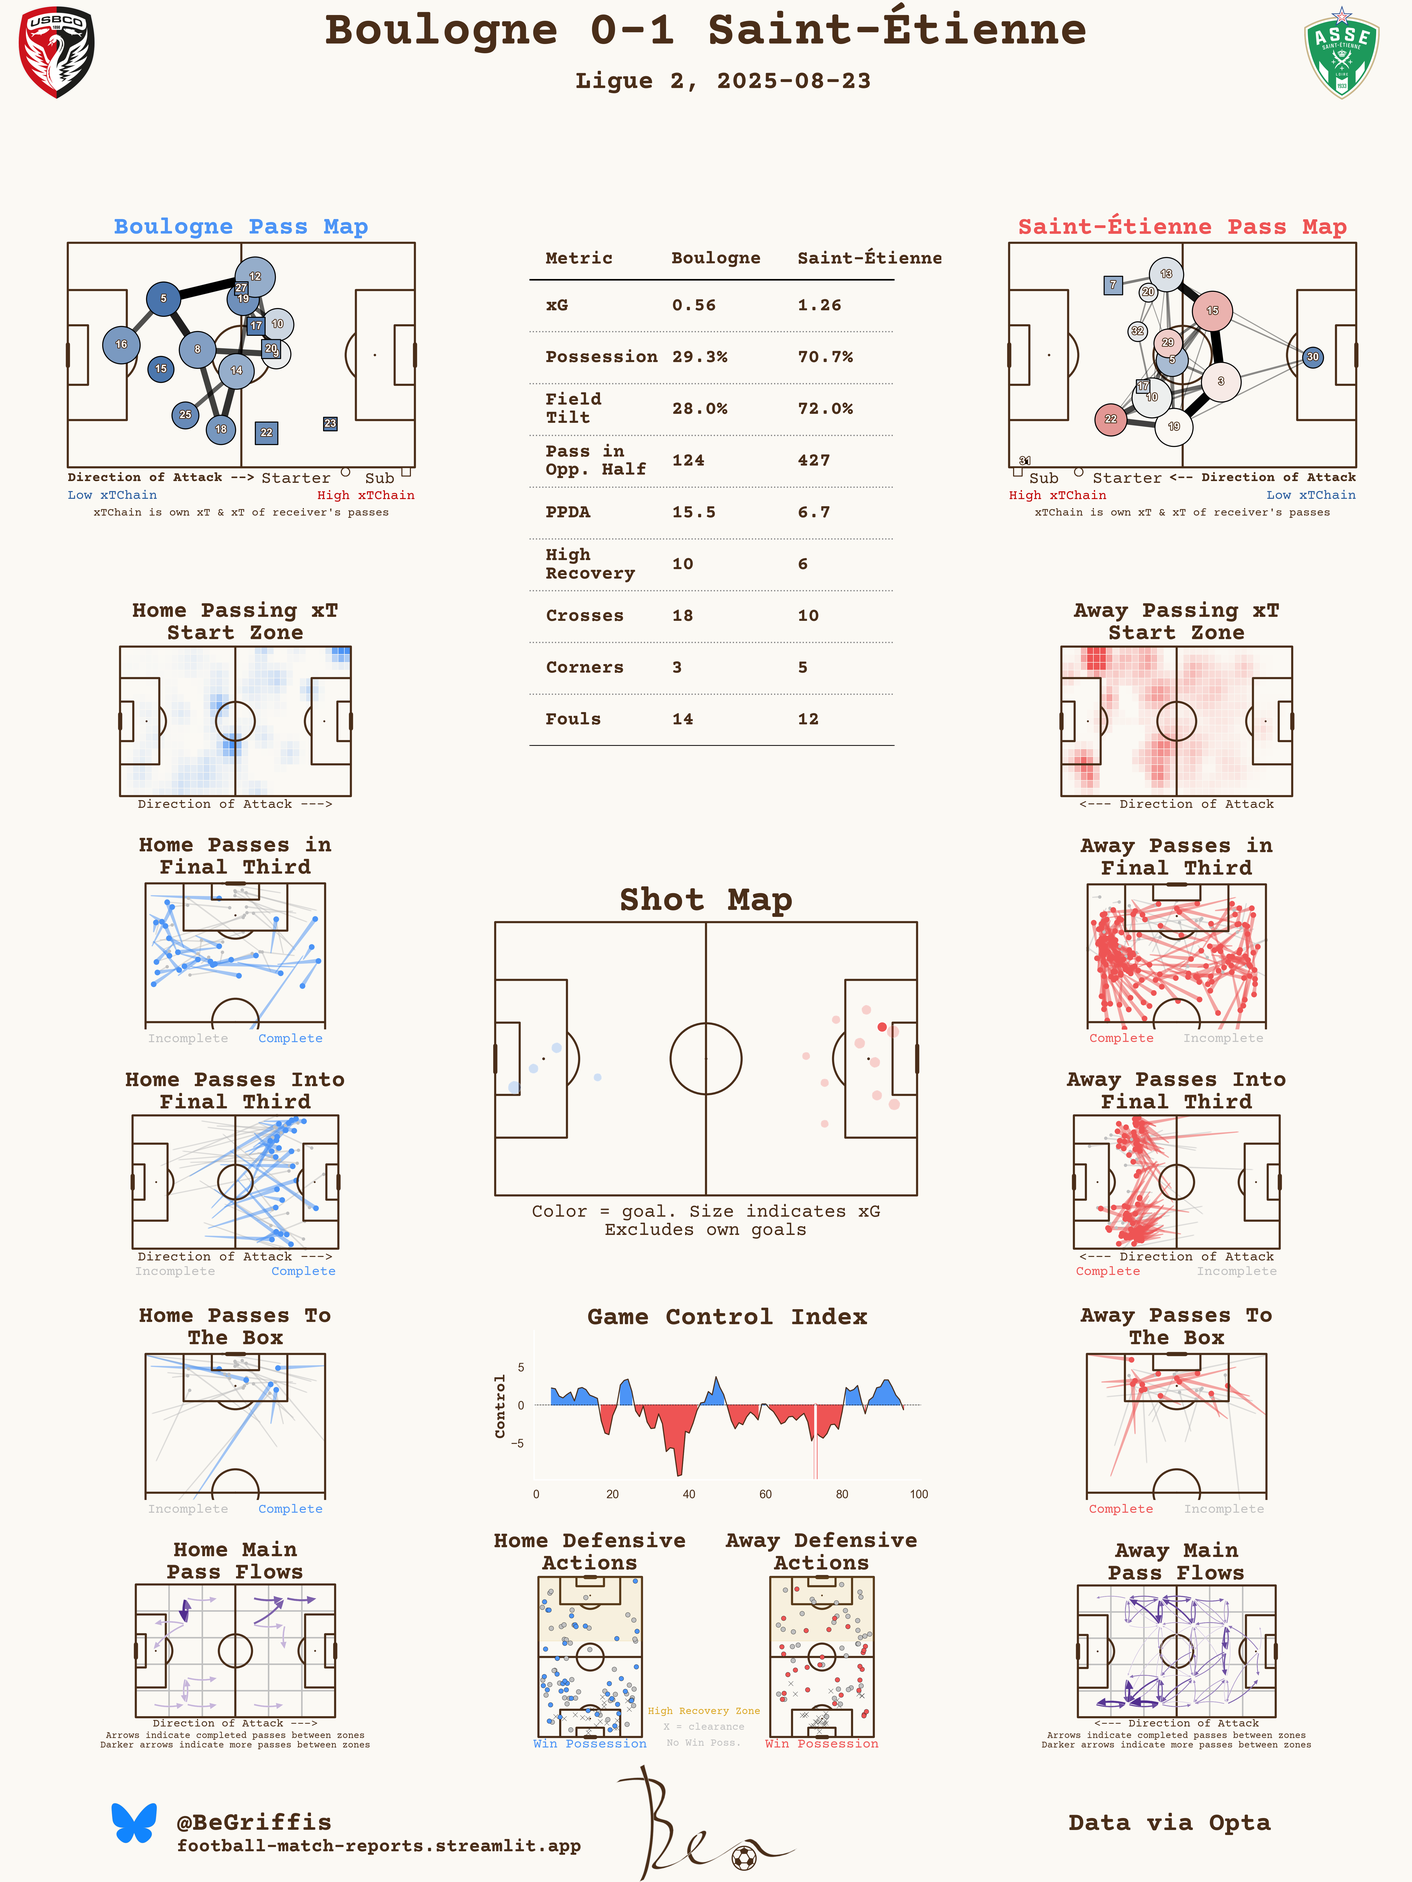 Boulogne 0-1 Saint-Étienne
Ligue 2, 2025-08-23
USBCO
ASSE
SAINT-ÉTIENNE
LOIRE
Boulogne Pass Map
12
27
5
19
17
10
16
8
20
9
15
14
25
18
22
23
Direction of Attack --> Starter Sub
Low xTChain High xTChain
xTChain is own xT & xT of receiver's passes
Metric Boulogne Saint-Étienne
xG 0.56 1.26
Possession 29.3% 70.7%
Field
Tilt 28.0% 72.0%
Pass in
Opp. Half 124 427
PPDA 15.5 6.7
High
Recovery 10 6
Crosses 18 10
Corners 3 5
Fouls 14 12
Saint-Étienne Pass Map
13
7
20
15
32
29
5
30
3
17
10
22
19
31
Sub Starter <-- Direction of Attack
High xTChain Low xTChain
xTChain is own xT & xT of receiver's passes
Home Passing xT
Start Zone
Direction of Attack --->
Away Passing xT
Start Zone
<--- Direction of Attack
Home Passes in
Final Third
Incomplete Complete
Away Passes in
Final Third
Complete Incomplete
Shot Map
Color = goal. Size indicates xG
Excludes own goals
Home Passes Into
Final Third
Direction of Attack --->
Incomplete Complete
Away Passes Into
Final Third
<--- Direction of Attack
Complete Incomplete
Home Passes To
The Box
Incomplete Complete
Game Control Index
Control
5
0
−5
0 20 40 60 80 100
Away Passes To
The Box
Complete Incomplete
Home Main
Pass Flows
Direction of Attack --->
Arrows indicate completed passes between zones
Darker arrows indicate more passes between zones
Home Defensive
Actions
Win Possession
Away Defensive
Actions
Win Possession
High Recovery Zone
X = clearance
No Win Poss.
Away Main
Pass Flows
<--- Direction of Attack
Arrows indicate completed passes between zones
Darker arrows indicate more passes between zones
@BeGriffis
football-match-reports.streamlit.app
Ben
Data via Opta